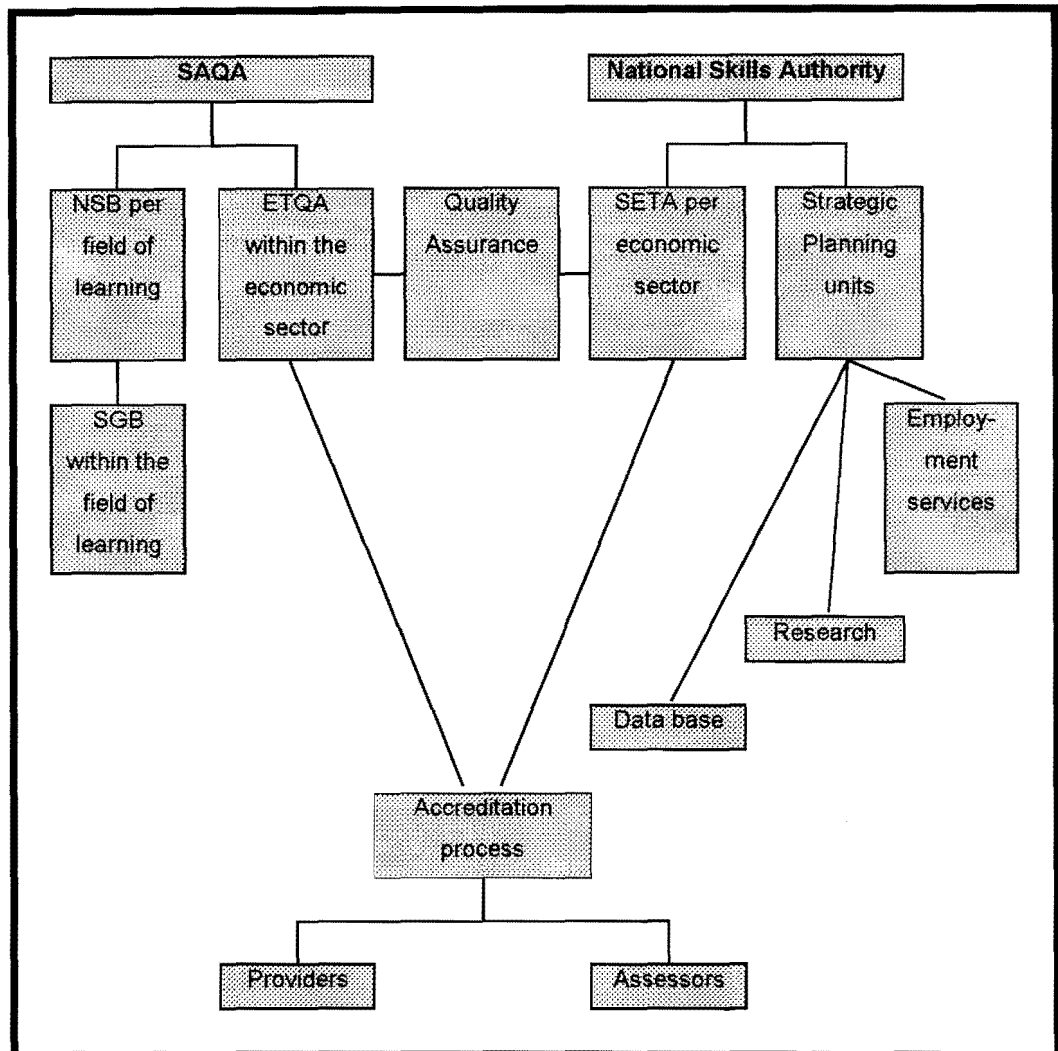 SAQA
National Skills Authority
NSB per
field of
learning
ETQA
within the
economic
sector
Quality
Assurance
SETA per
economic
sector
Strategic
Planning
units
SGB
within the
field of
learning
Employ-
ment
services
Research
Data base
Accreditation
process
Providers
Assessors